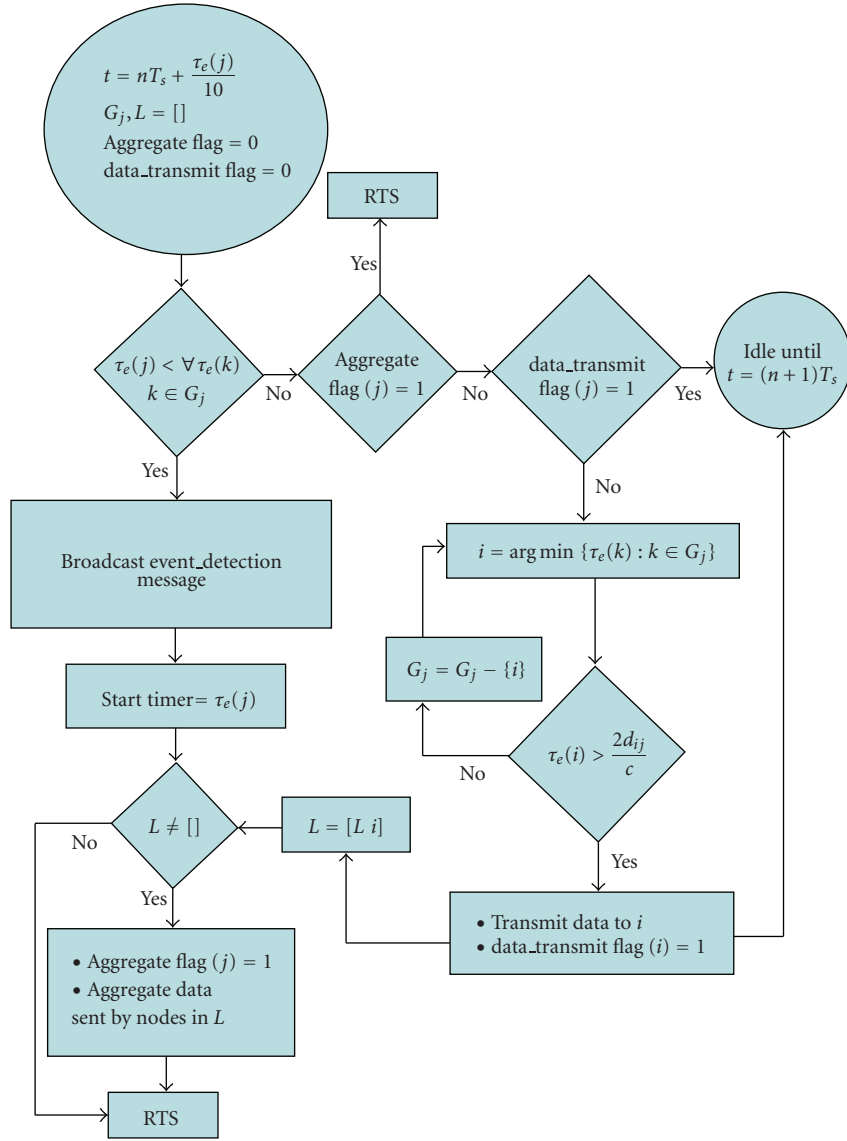 t = nT_s + τ_e(j)/10
G_j, L = [ ]
Aggregate flag = 0
data_transmit flag = 0
RTS
Yes
τ_e(j) < ∀ τ_e(k)
k ∈ G_j
No
Aggregate
flag (j) = 1
No
data_transmit
flag (j) = 1
Yes
Idle until
t = (n + 1)T_s
Yes
No
Broadcast event_detection
message
i = arg min {τ_e(k) : k ∈ G_j}
G_j = G_j − {i}
Start timer= τ_e(j)
τ_e(i) > 2d_ij/c
No
L ≠ [ ]
No
L = [L i]
Yes
Yes
• Transmit data to i
• data_transmit flag (i) = 1
• Aggregate flag (j) = 1
• Aggregate data
sent by nodes in L
RTS